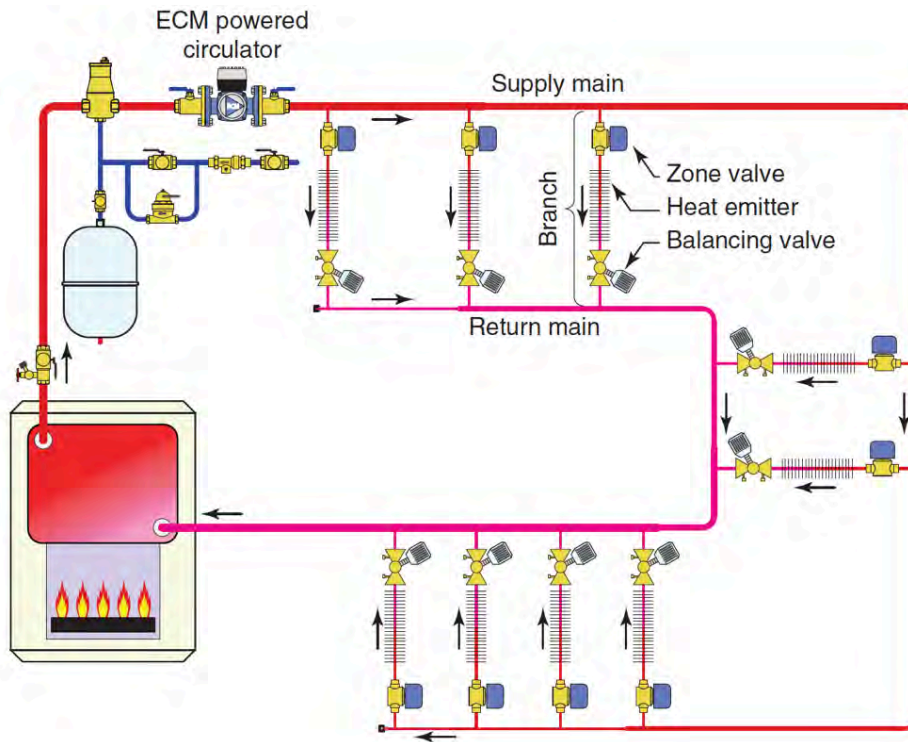 ECM powered
circulator
Supply main
Zone valve
Heat emitter
Balancing valve
Branch
Return main